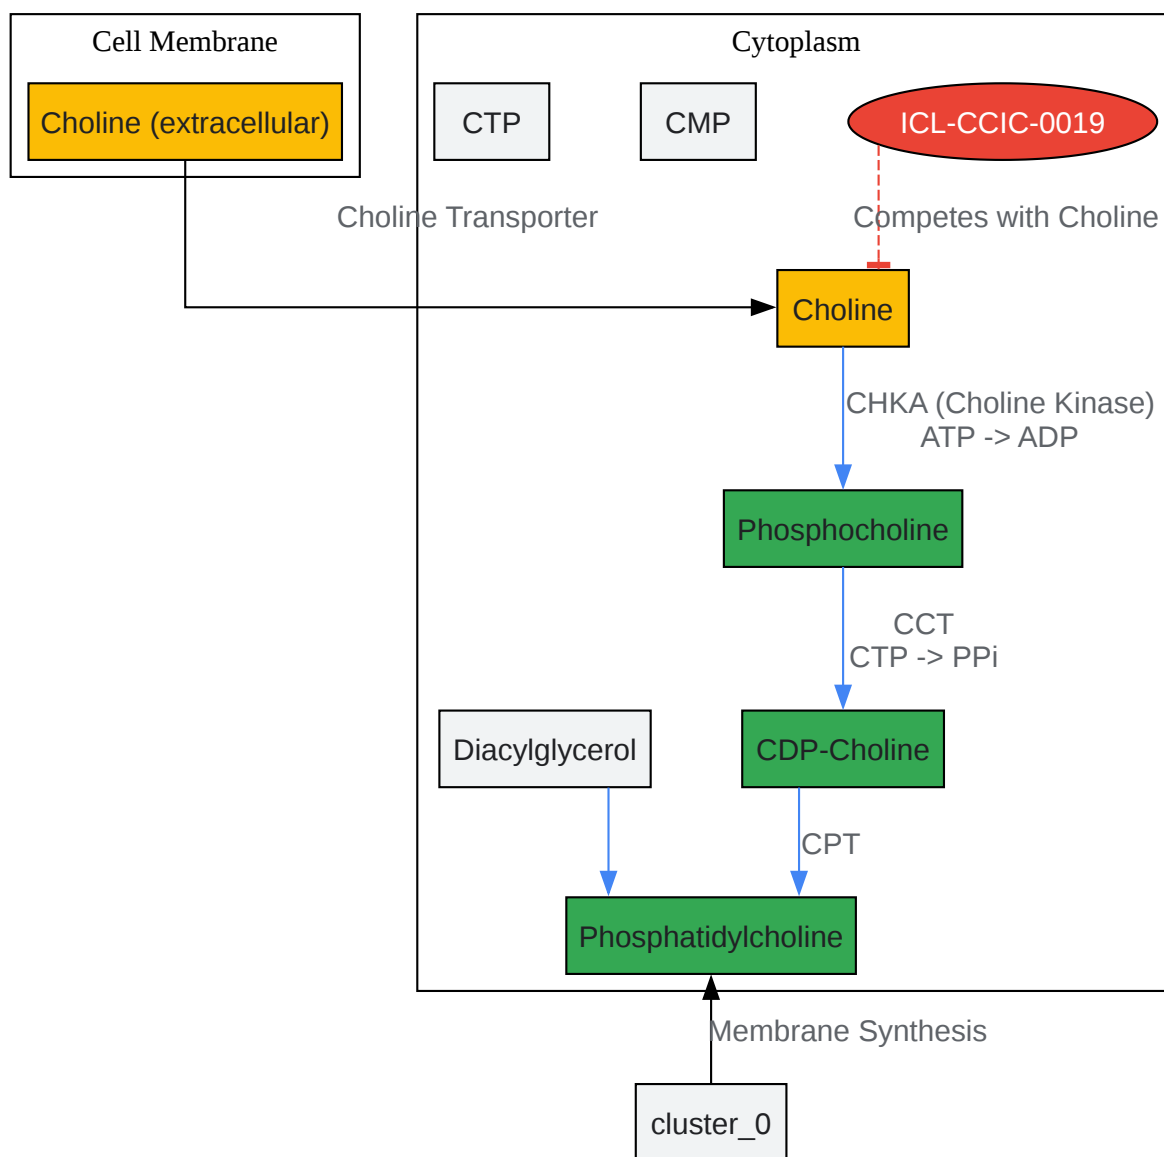 Cell Membrane
Cytoplasm
Choline (extracellular)
CTP
CMP
ICL-CCIC-0019
Choline Transporter
Competes with Choline
Choline
CHKA (Choline Kinase)
ATP -> ADP
Phosphocholine
CCT
CTP -> PPi
Diacylglycerol
CDP-Choline
CPT
Phosphatidylcholine
Membrane Synthesis
cluster_0